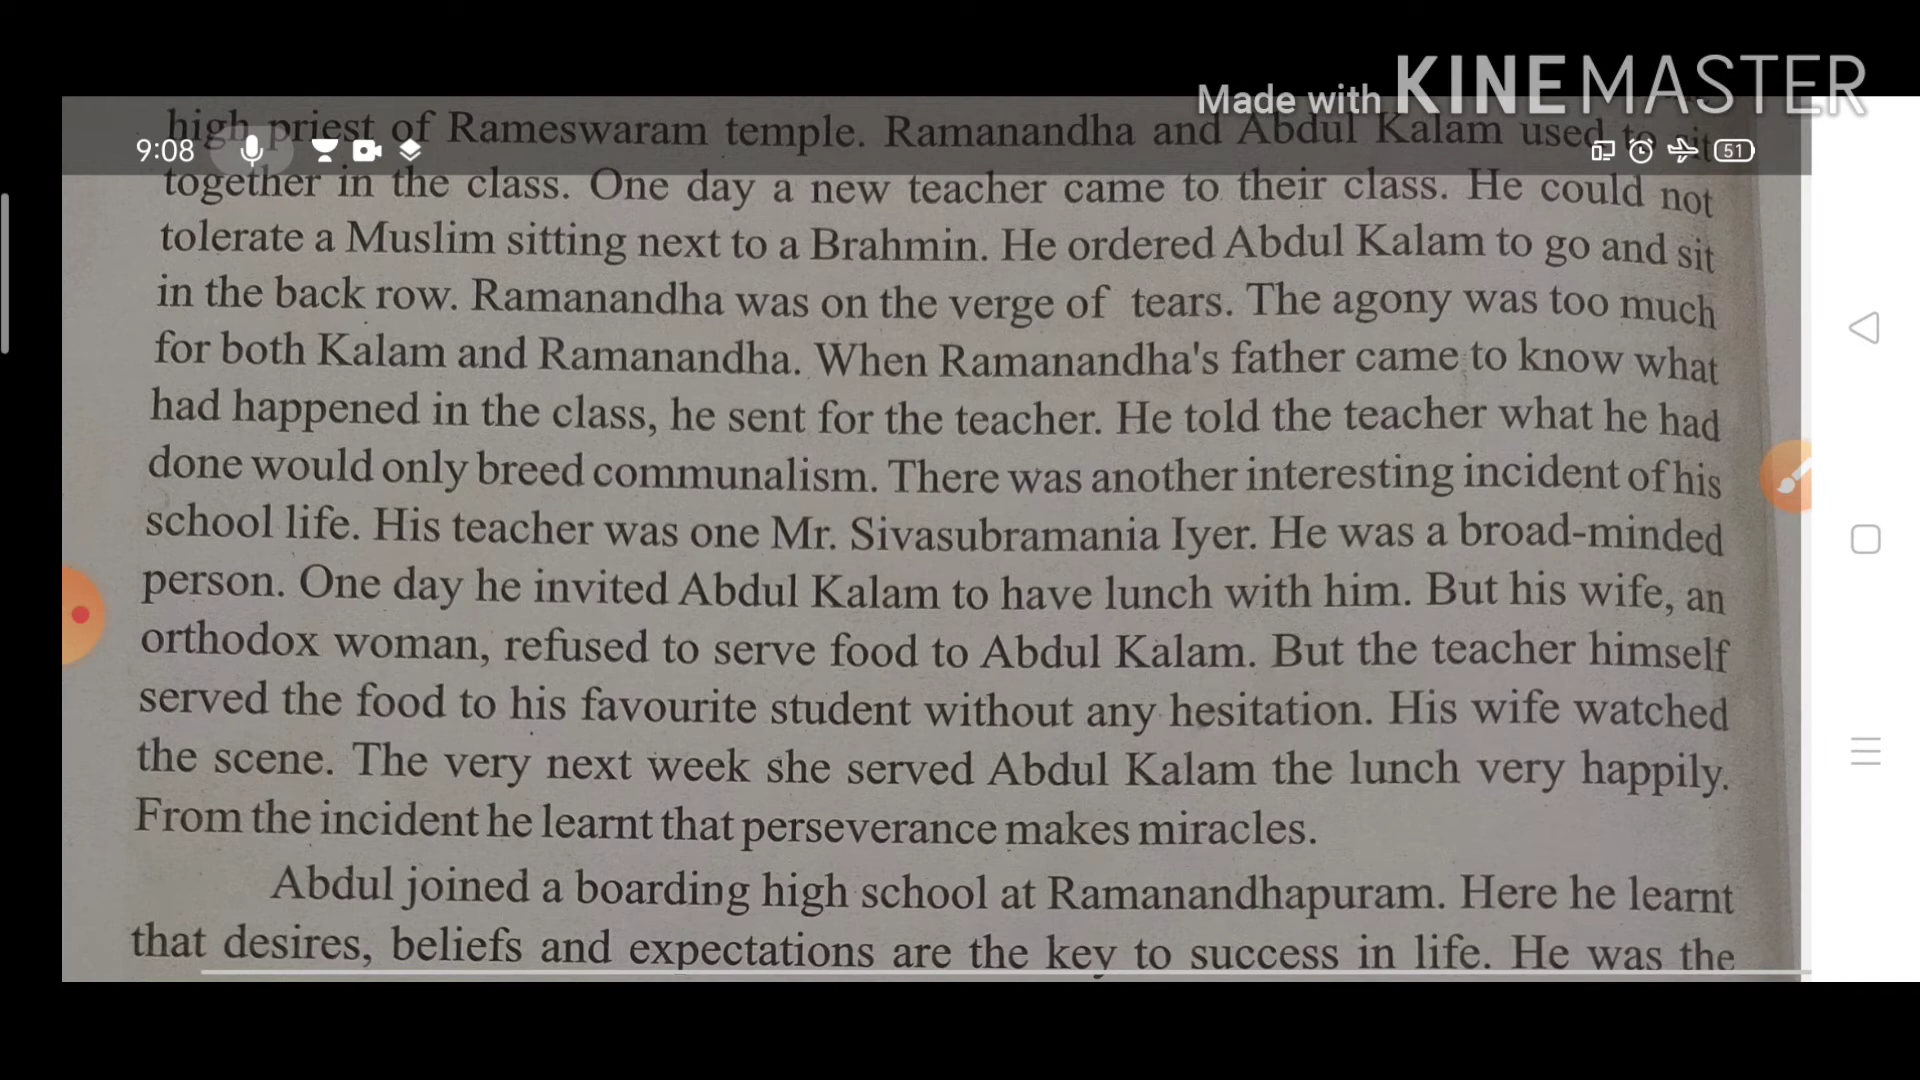 Made with KINEMASTER
high priest of Rameswaram temple. Ramanandha and Abdul Kalam used to sit
9:08 51
together in the class. One day a new teacher came to their class. He could not
tolerate a Muslim sitting next to a Brahmin. He ordered Abdul Kalam to go and sit
in the back row. Ramanandha was on the verge of tears. The agony was too much
for both Kalam and Ramanandha. When Ramanandha's father came to know what
had happened in the class, he sent for the teacher. He told the teacher what he had
done would only breed communalism. There was another interesting incident of his
school life. His teacher was one Mr. Sivasubramania Iyer. He was a broad-minded
person. One day he invited Abdul Kalam to have lunch with him. But his wife, an
orthodox woman, refused to serve food to Abdul Kalam. But the teacher himself
served the food to his favourite student without any hesitation. His wife watched
the scene. The very next week she served Abdul Kalam the lunch very happily.
From the incident he learnt that perseverance makes miracles.
Abdul joined a boarding high school at Ramanandhapuram. Here he learnt
that desires, beliefs and expectations are the key to success in life. He was the